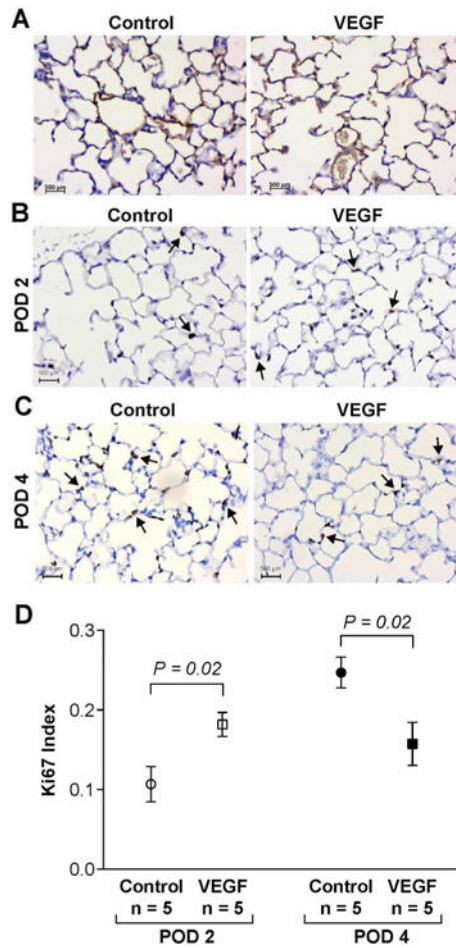 A
Control
VEGF
500 µm
500 µm
B
Control
VEGF
POD 2
500 µm
500 µm
C
Control
VEGF
POD 4
500 µm
D
0.3
0.2
0.1
0.0
Ki67 Index
P = 0.02
P = 0.02
Control VEGF Control VEGF
n = 5 n = 5 n = 5 n = 5
POD 2 POD 4